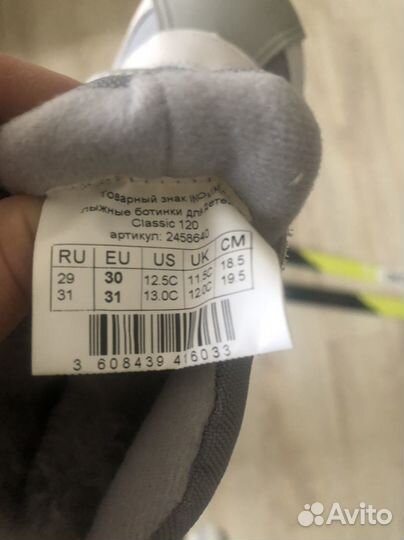 товарный знак
лыжные ботинки для детей
Classic 120
артикул: 2458640
RU EU US UK CM
29 30 12.5C 11.5C 18.5
31 31 13.0C 12.0C 19.5
3 608439 416033
Avito